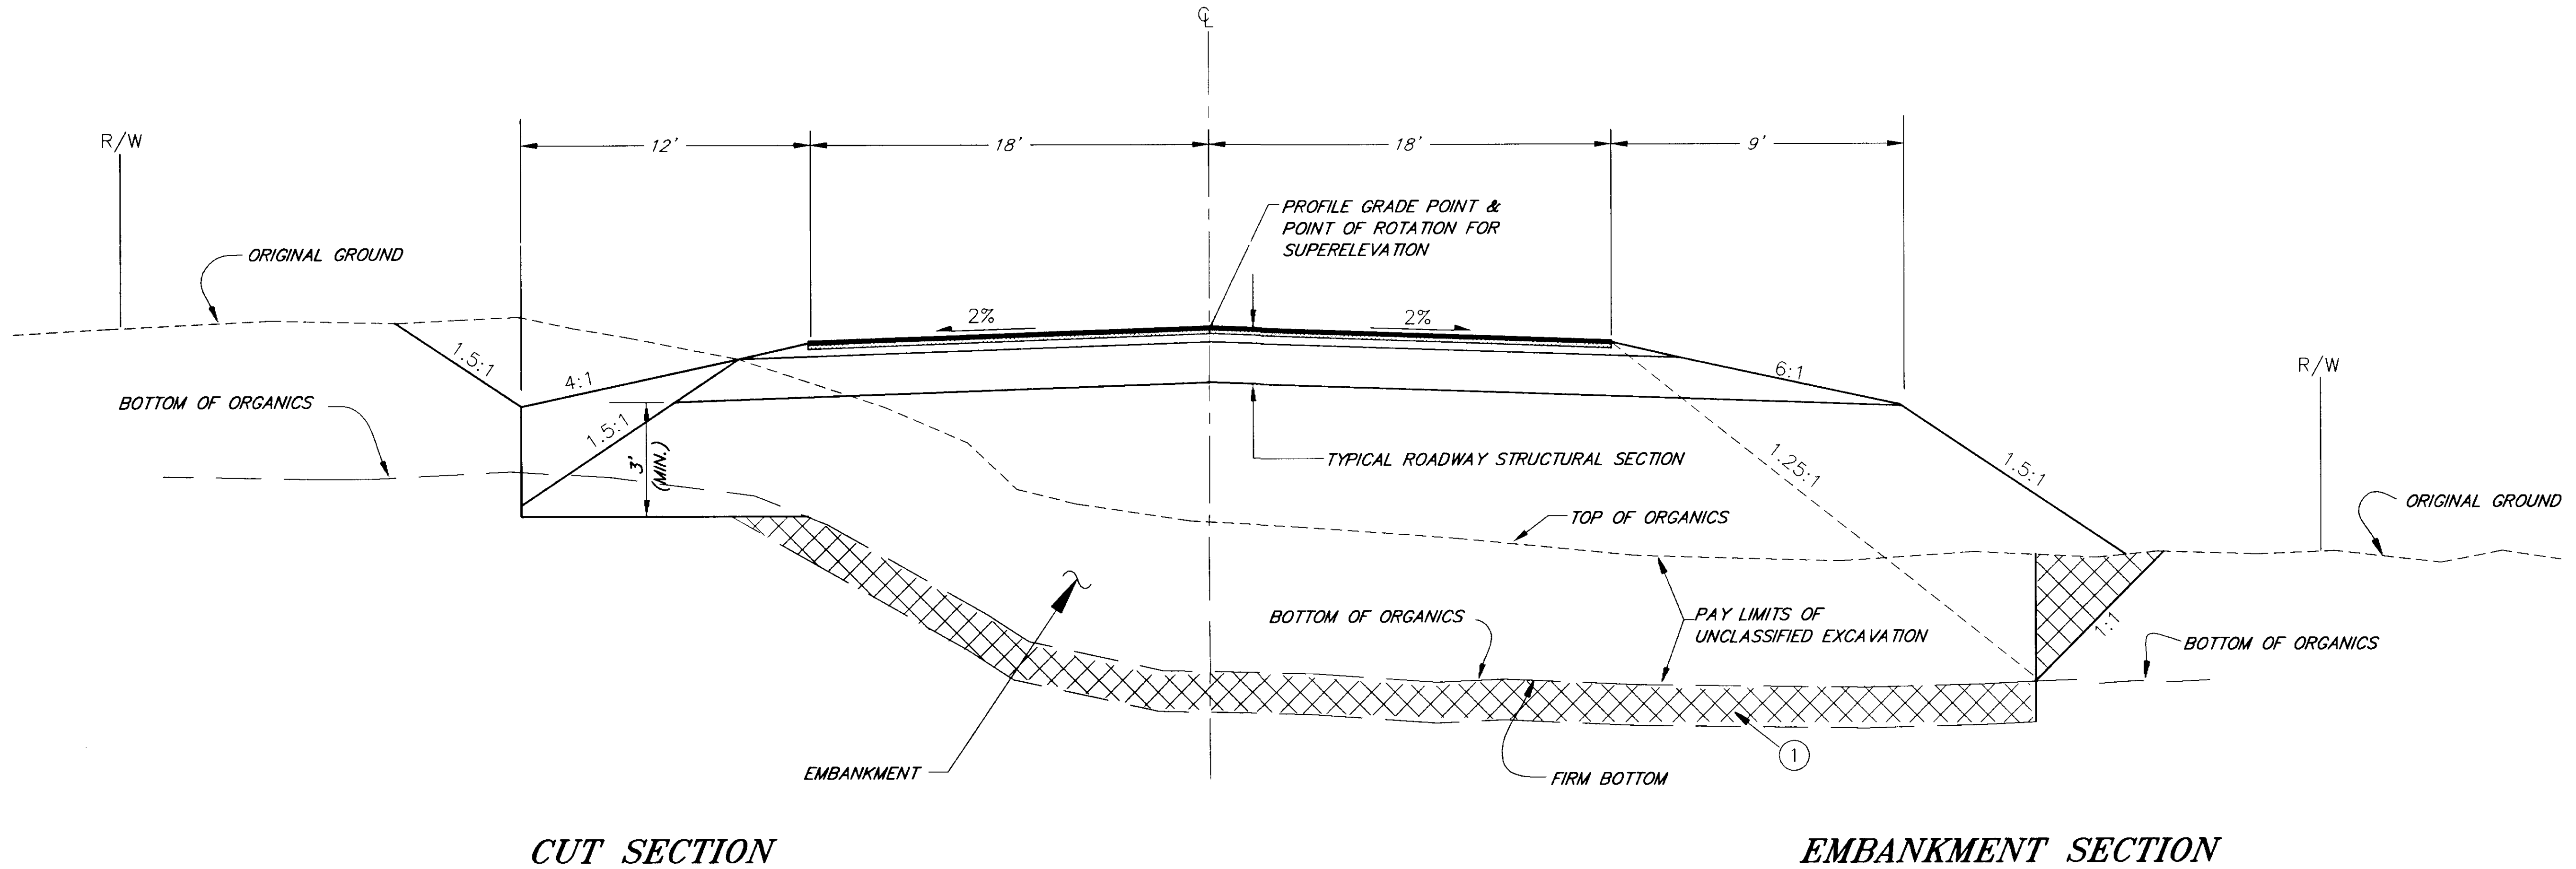 ℄
R/W
12'
18'
18'
9'
PROFILE GRADE POINT &
POINT OF ROTATION FOR
SUPERELEVATION
ORIGINAL GROUND
2%
2%
1.5:1
4:1
6:1
R/W
BOTTOM OF ORGANICS
1.5:1
3'
(MIN.)
TYPICAL ROADWAY STRUCTURAL SECTION
1.25:1
1.5:1
ORIGINAL GROUND
TOP OF ORGANICS
BOTTOM OF ORGANICS
PAY LIMITS OF
UNCLASSIFIED EXCAVATION
1:1
BOTTOM OF ORGANICS
EMBANKMENT
1
FIRM BOTTOM
CUT SECTION
EMBANKMENT SECTION